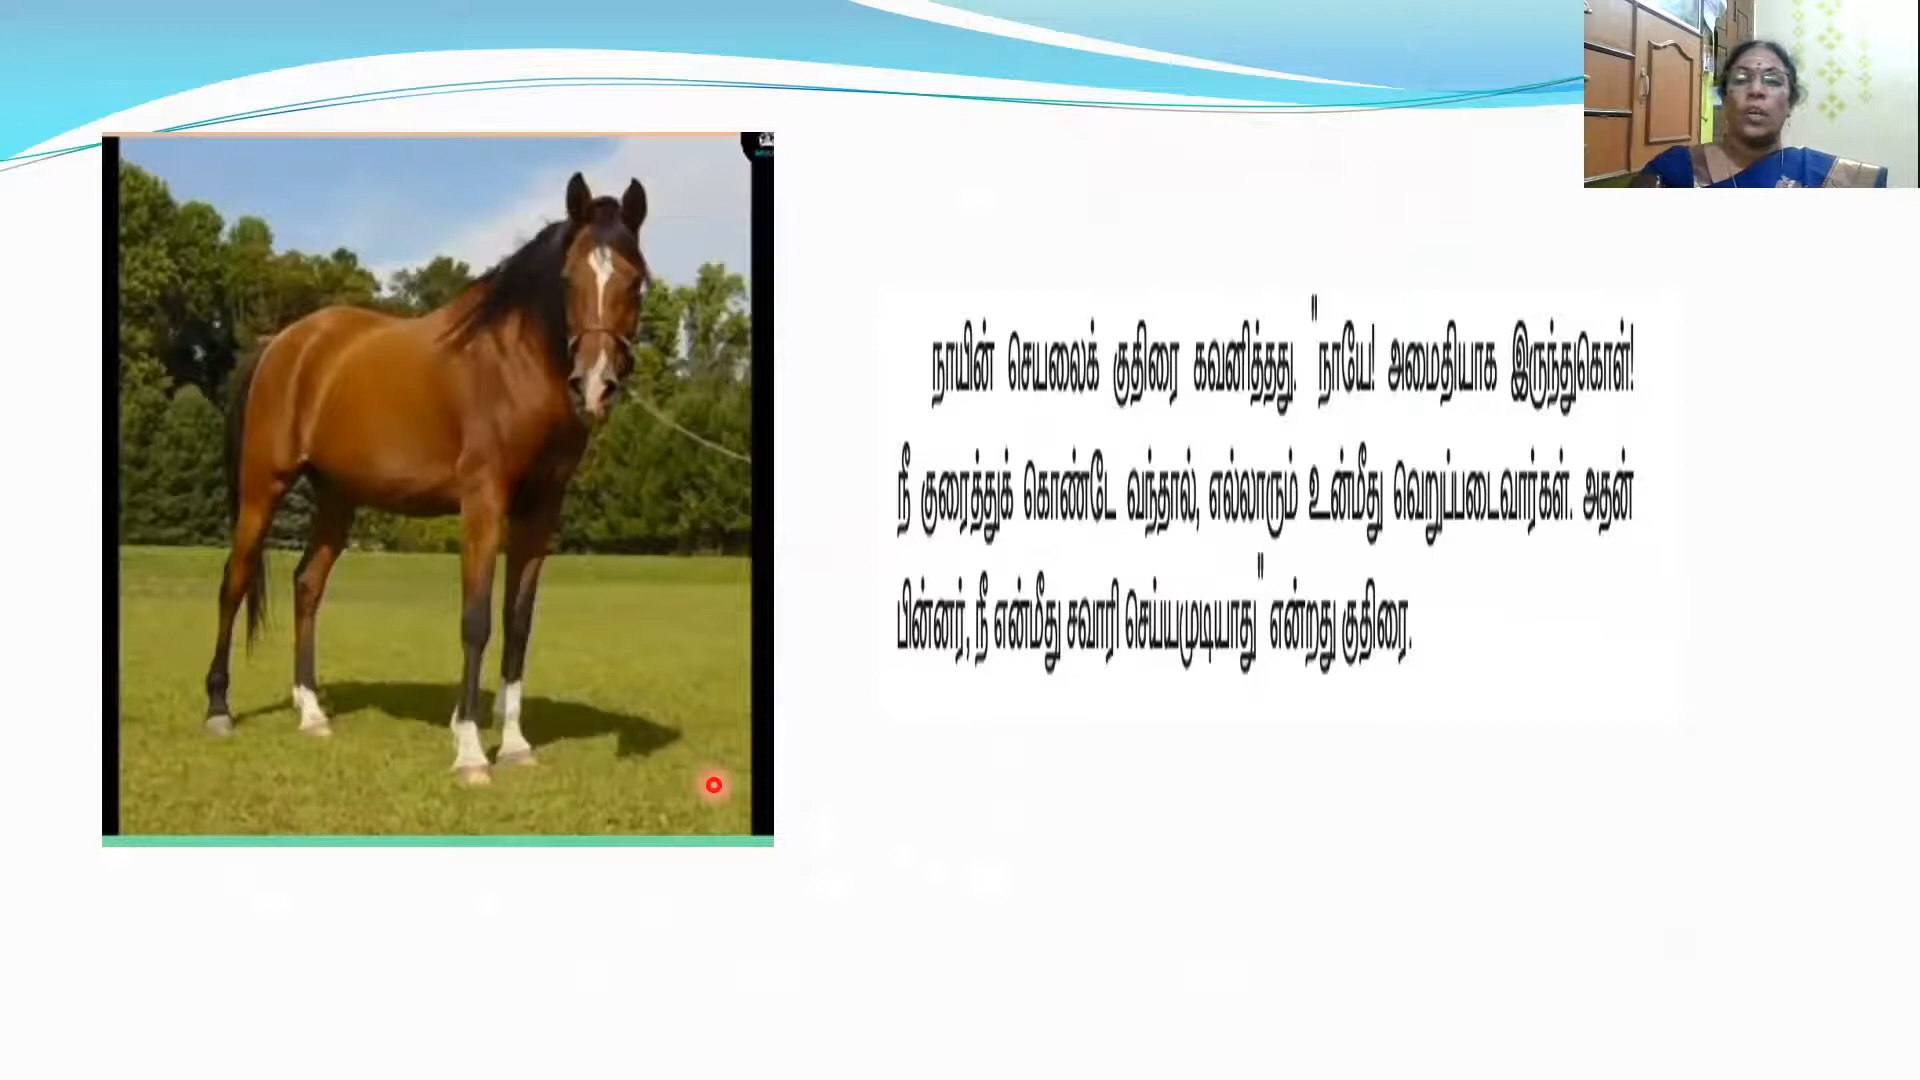 நாயின் செயலைக் குதிரை கவனித்தது. "நாயே! அமைதியாக இருந்துகொள்!
நீ குரைத்துக் கொண்டே வந்தால், எல்லாரும் உன்மீது வெறுப்படைவார்கள். அதன்
பின்னர், நீ என்மீது சவாரி செய்யமுடியாது" என்றது குதிரை.